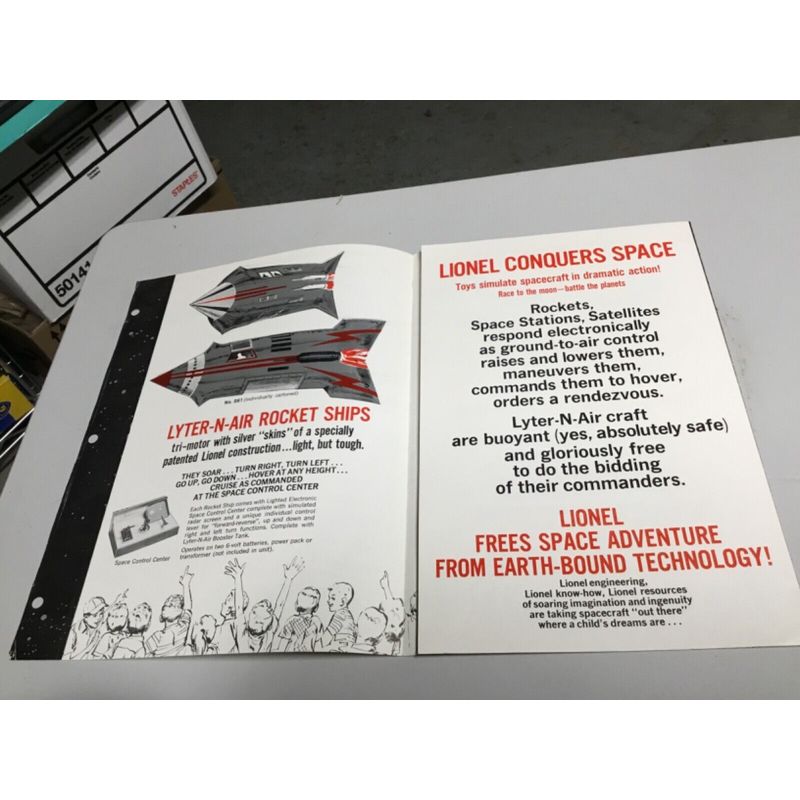 STAPLES
50141
No. 861 (individually cartoned)
LYTER-N-AIR ROCKET SHIPS
tri-motor with silver "skins" of a specially
patented Lionel construction...light, but tough.
THEY SOAR . . . TURN RIGHT, TURN LEFT . . .
GO UP, GO DOWN . . . HOVER AT ANY HEIGHT . . .
CRUISE AS COMMANDED
AT THE SPACE CONTROL CENTER
Each Rocket Ship comes with Lighted Electronic
Space Control Center complete with simulated
radar screen and a unique individual control
lever for "forward-reverse", up and down and
right and left turn functions. Complete with
Lyter-N-Air Booster Tank.
Operates on two 6-volt batteries, power pack or
transformer (not included in unit).
Space Control Center
LIONEL CONQUERS SPACE
Toys simulate spacecraft in dramatic action!
Race to the moon—battle the planets
Rockets,
Space Stations, Satellites
respond electronically
as ground-to-air control
raises and lowers them,
maneuvers them,
commands them to hover,
orders a rendezvous.
Lyter-N-Air craft
are buoyant (yes, absolutely safe)
and gloriously free
to do the bidding
of their commanders.
LIONEL
FREES SPACE ADVENTURE
FROM EARTH-BOUND TECHNOLOGY!
Lionel engineering,
Lionel know-how, Lionel resources
of soaring imagination and ingenuity
are taking spacecraft "out there"
where a child's dreams are . . .